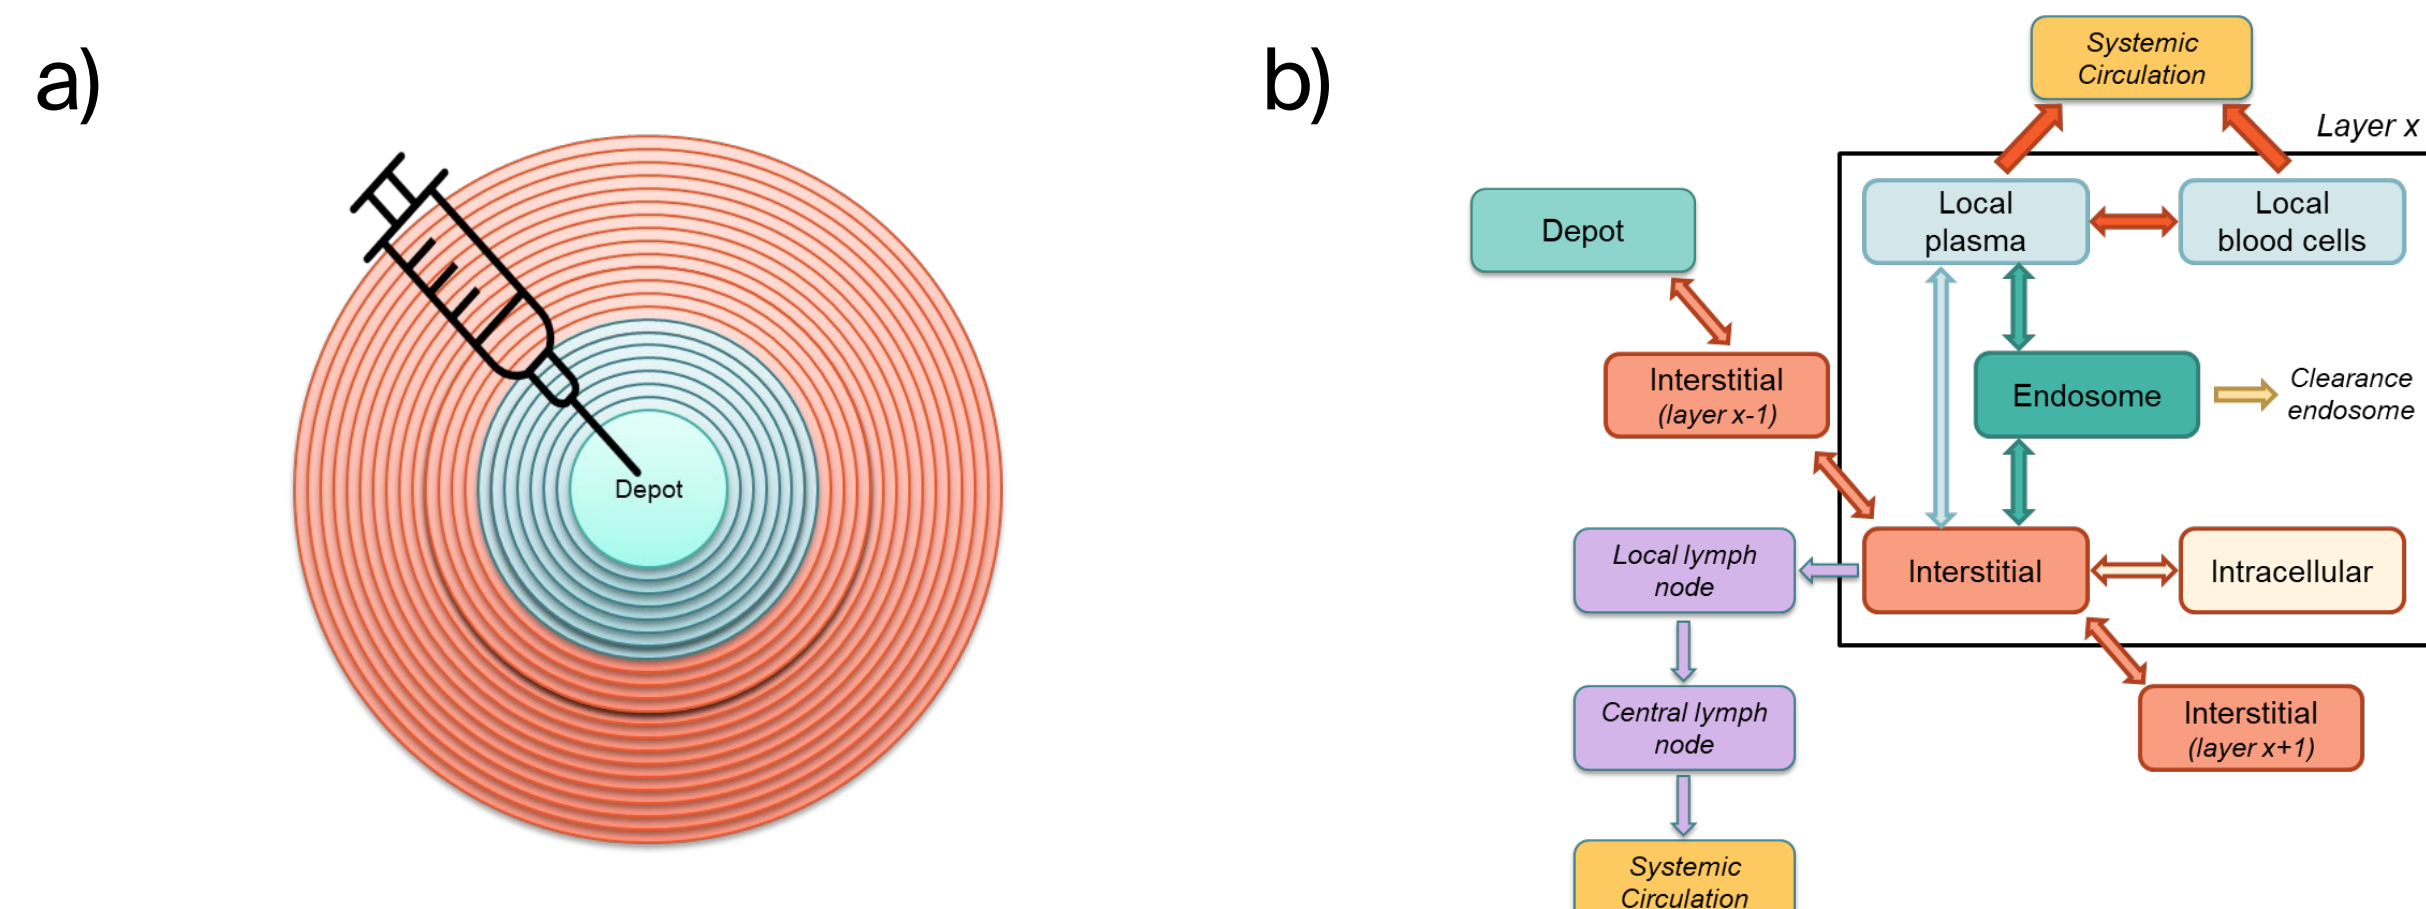 a)
Depot
b)
Systemic
Circulation
Layer x
Local
plasma
Local
blood cells
Depot
Interstitial
(layer x-1)
Endosome
Clearance
endosome
Local lymph
node
Interstitial
Intracellular
Central lymph
node
Interstitial
(layer x+1)
Systemic
Circulation